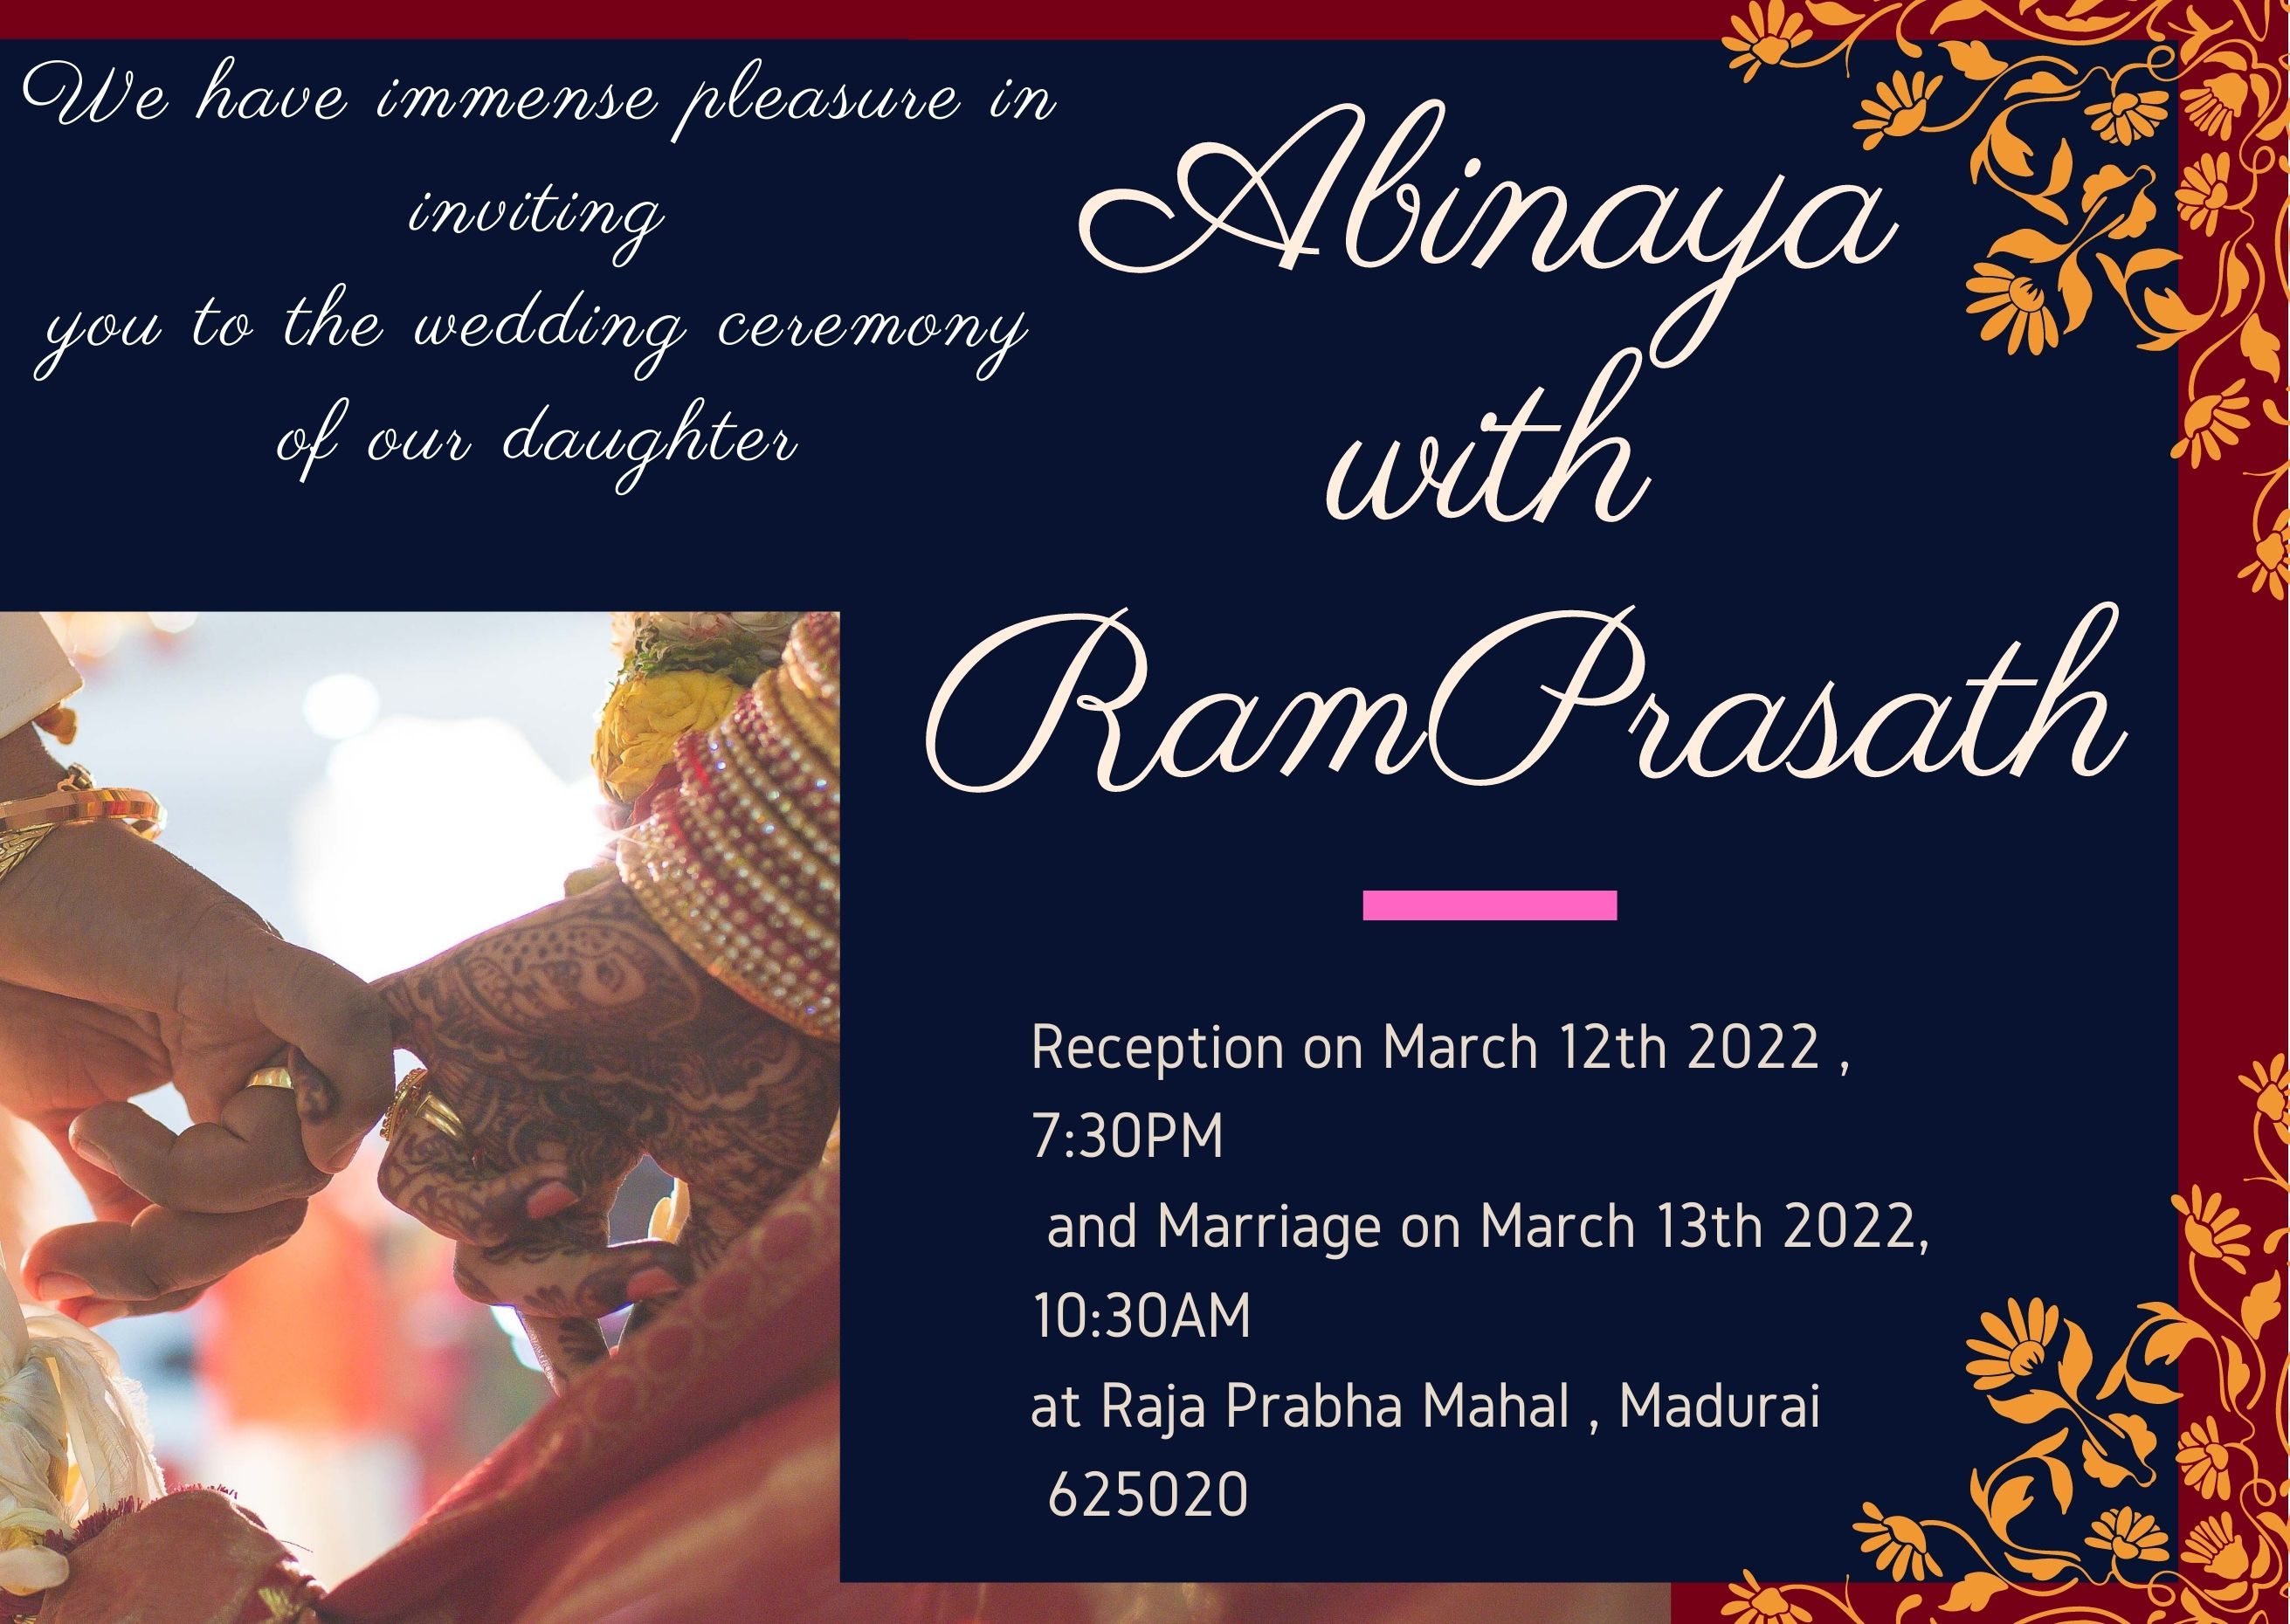 We have immense pleasure in
inviting
you to the wedding ceremony
of our daughter
Abinaya
with
RamPrasath
Reception on March 12th 2022 ,
7:30PM
and Marriage on March 13th 2022,
10:30AM
at Raja Prabha Mahal , Madurai
625020